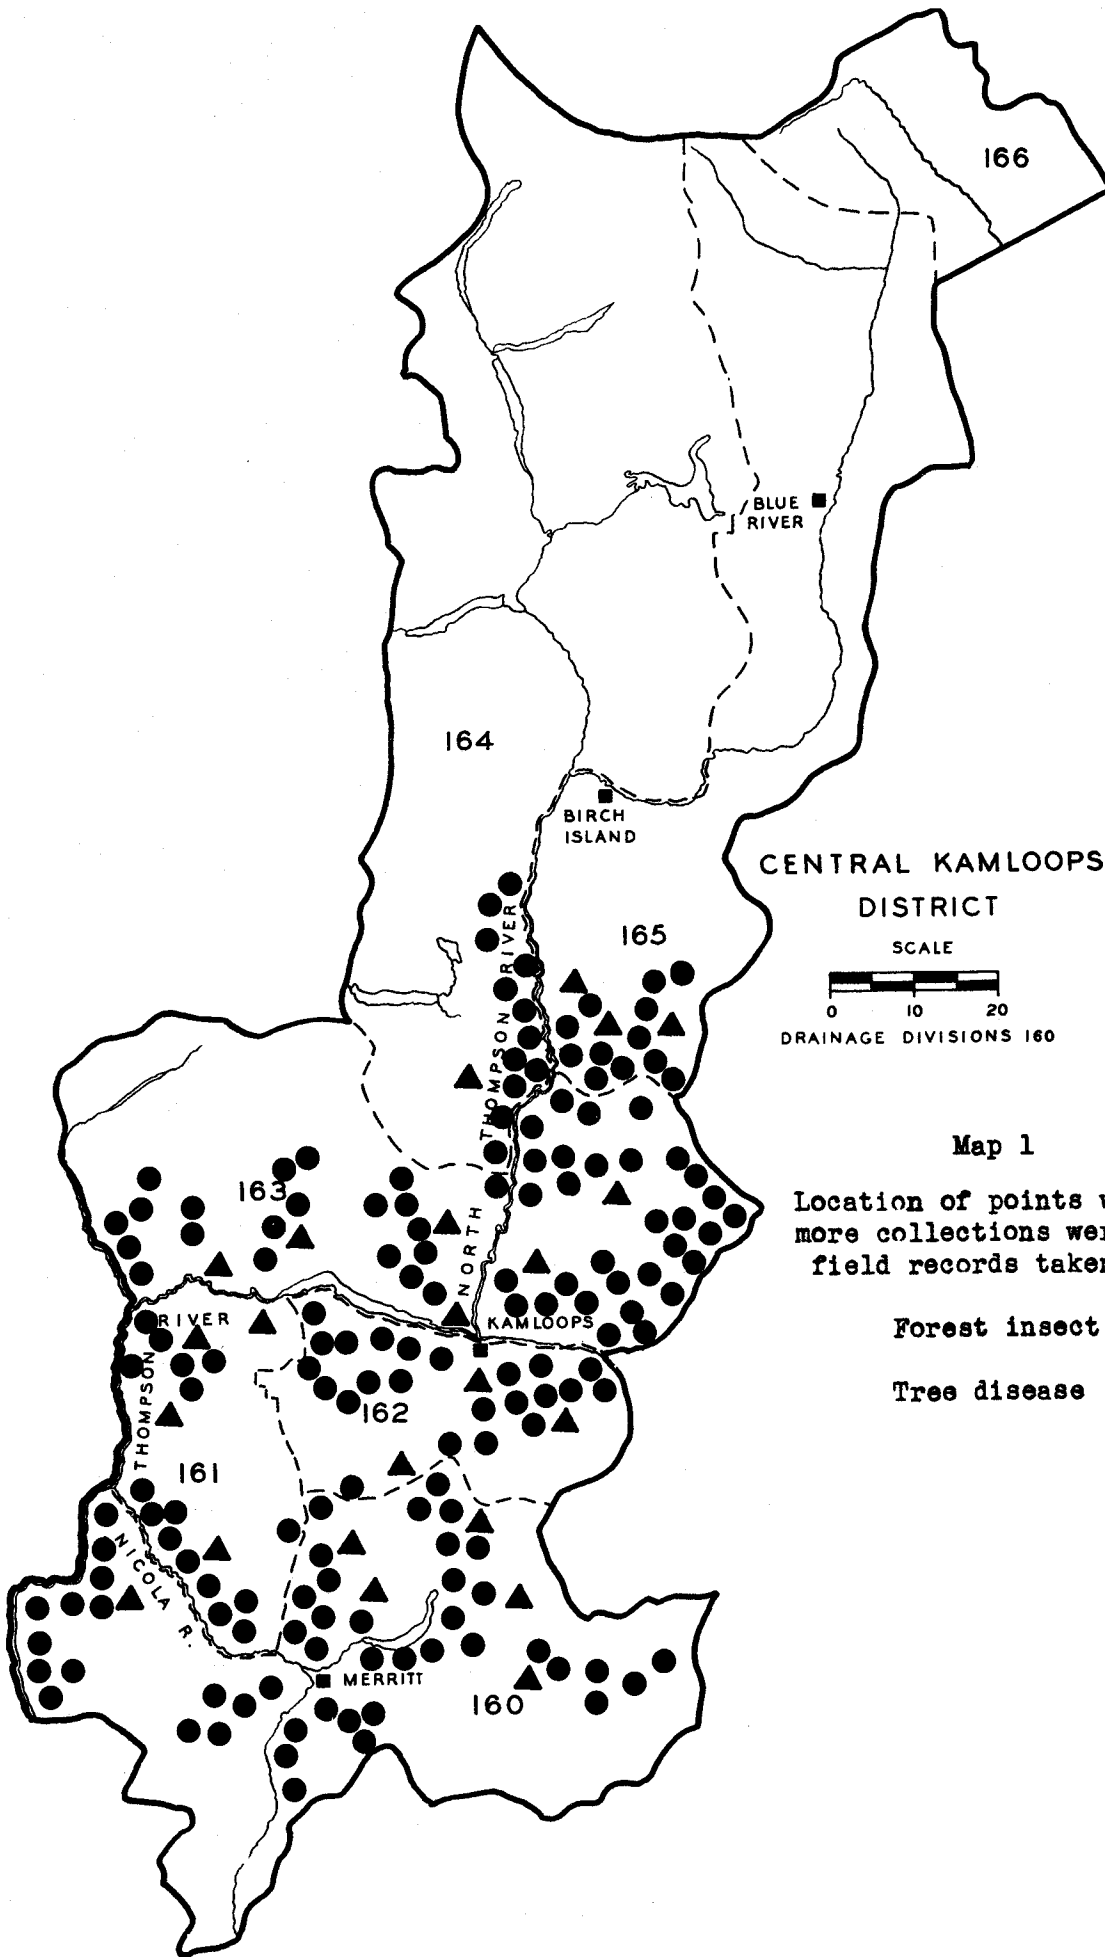 166
BLUE
RIVER
164
BIRCH
ISLAND
CENTRAL KAMLOOPS
DISTRICT
SCALE
0 10 20
DRAINAGE DIVISIONS 160
165
NORTH THOMPSON RIVER
Map 1
Location of points
more collections
field records taken
Forest insect
Tree disease
163
THOMPSON RIVER
KAMLOOPS
162
161
NICOLA R.
MERRITT
160